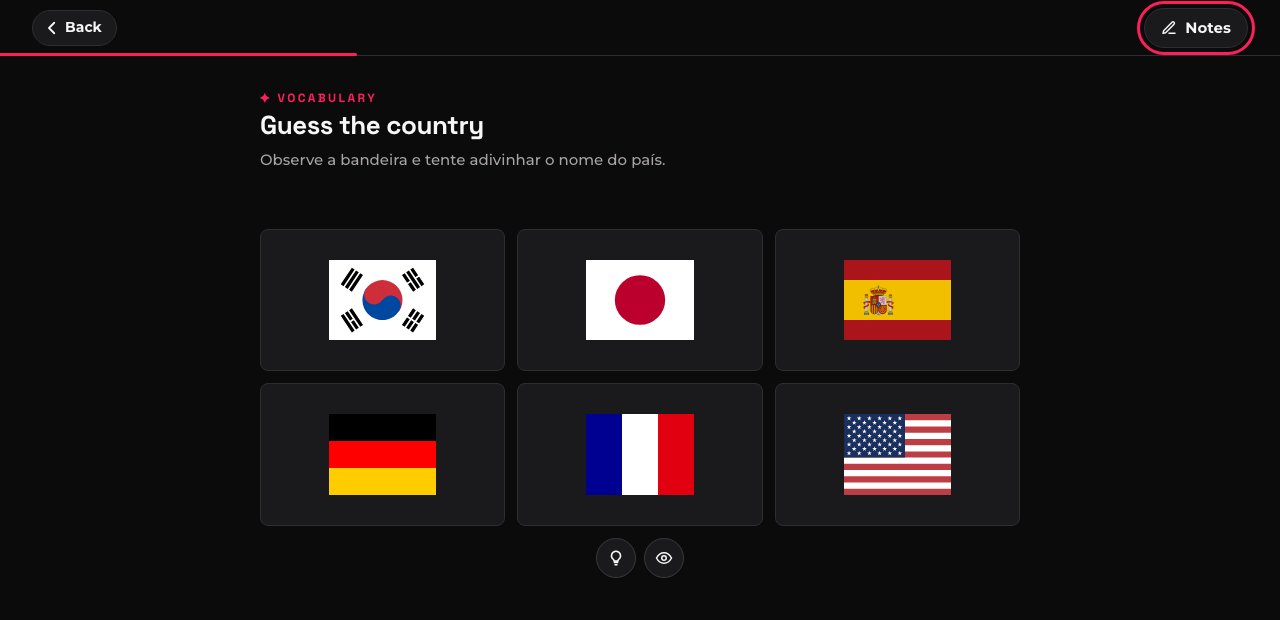 Back
Notes
VOCABULARY
Guess the country
Observe a bandeira e tente adivinhar o nome do país.